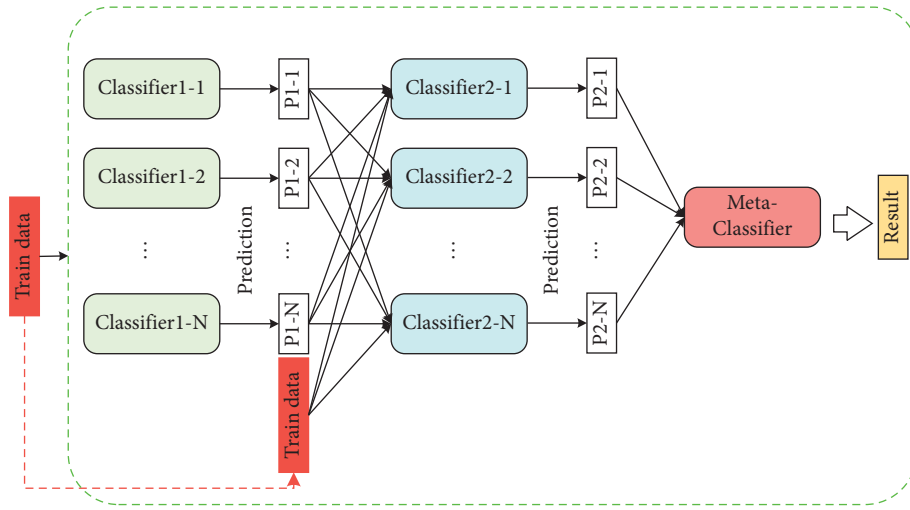 Train data
Classifier1-1
Classifier1-2
...
Classifier1-N
Prediction
P1-1
P1-2
...
P1-N
Train data
Classifier2-1
Classifier2-2
...
Classifier2-N
Prediction
P2-1
P2-2
...
P2-N
Meta-
Classifier
Result